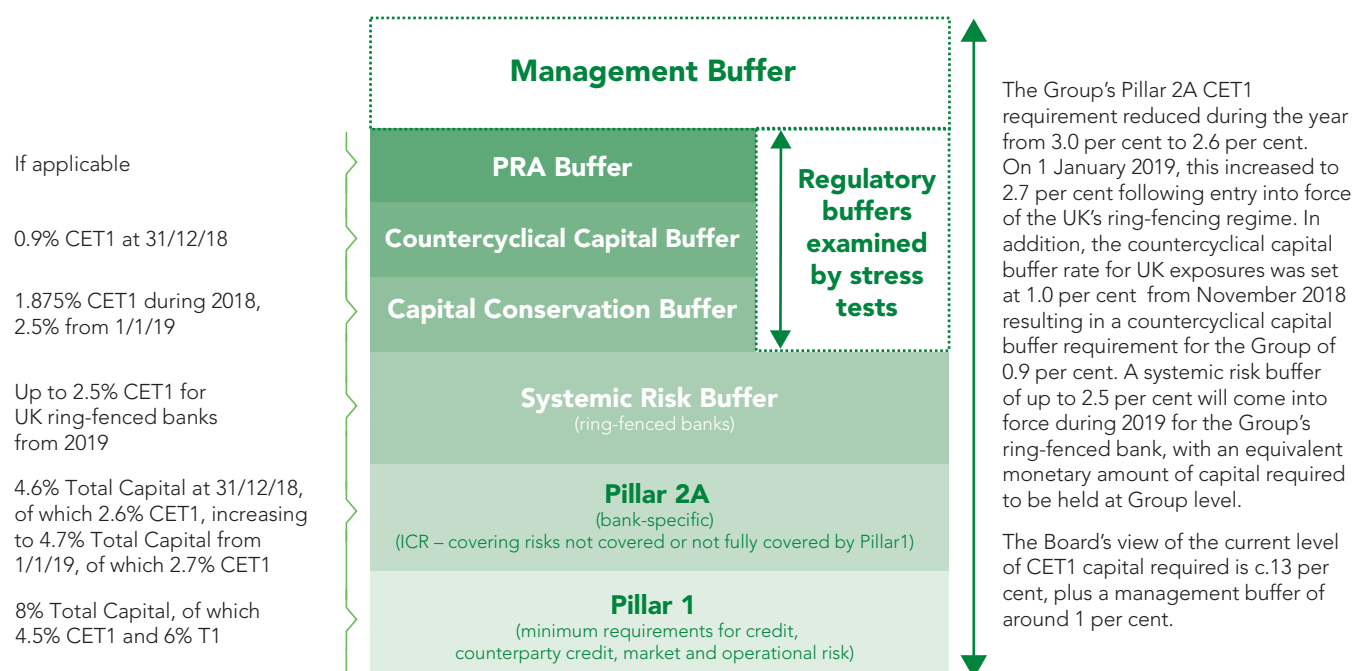 Management Buffer
If applicable
PRA Buffer
0.9% CET1 at 31/12/18
Countercyclical Capital Buffer
1.875% CET1 during 2018,
2.5% from 1/1/19
Capital Conservation Buffer
Regulatory
buffers
examined
by stress
tests
Up to 2.5% CET1 for
UK ring-fenced banks
from 2019
Systemic Risk Buffer
(ring-fenced banks)
4.6% Total Capital at 31/12/18,
of which 2.6% CET1, increasing
to 4.7% Total Capital from
1/1/19, of which 2.7% CET1
Pillar 2A
(bank-specific)
(ICR – covering risks not covered or not fully covered by Pillar1)
8% Total Capital, of which
4.5% CET1 and 6% T1
Pillar 1
(minimum requirements for credit,
counterparty credit, market and operational risk)
The Group’s Pillar 2A CET1
requirement reduced during the year
from 3.0 per cent to 2.6 per cent.
On 1 January 2019, this increased to
2.7 per cent following entry into force
of the UK’s ring-fencing regime. In
addition, the countercyclical capital
buffer rate for UK exposures was set
at 1.0 per cent from November 2018
resulting in a countercyclical capital
buffer requirement for the Group of
0.9 per cent. A systemic risk buffer
of up to 2.5 per cent will come into
force during 2019 for the Group’s
ring-fenced bank, with an equivalent
monetary amount of capital required
to be held at Group level.
The Board’s view of the current level
of CET1 capital required is c.13 per
cent, plus a management buffer of
around 1 per cent.